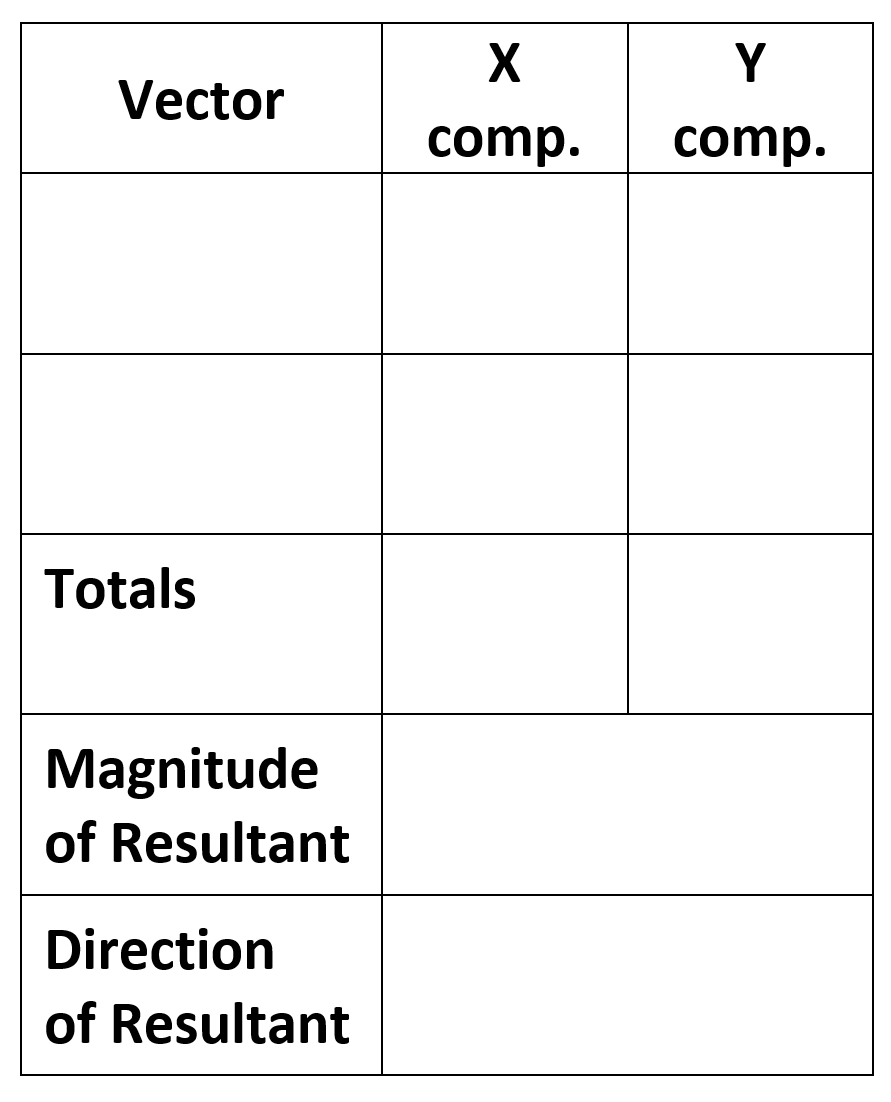 Vector
X
comp.
Y
comp.
Totals
Magnitude
of Resultant
Direction
of Resultant